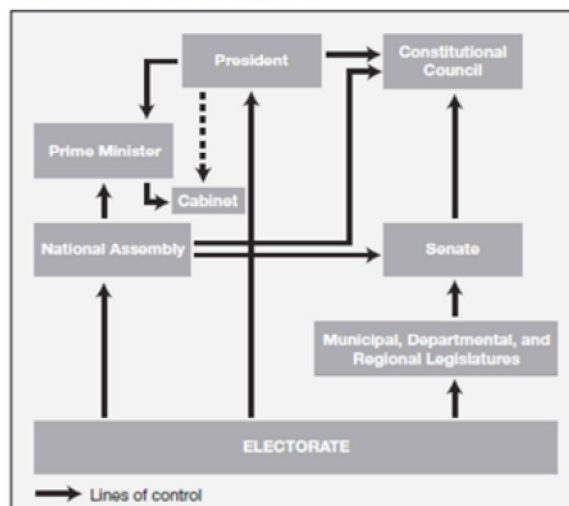 President
Constitutional
Council
Prime Minister
Cabinet
National Assembly
Senate
Municipal, Departmental, and
Regional Legislatures
ELECTORATE
Lines of control